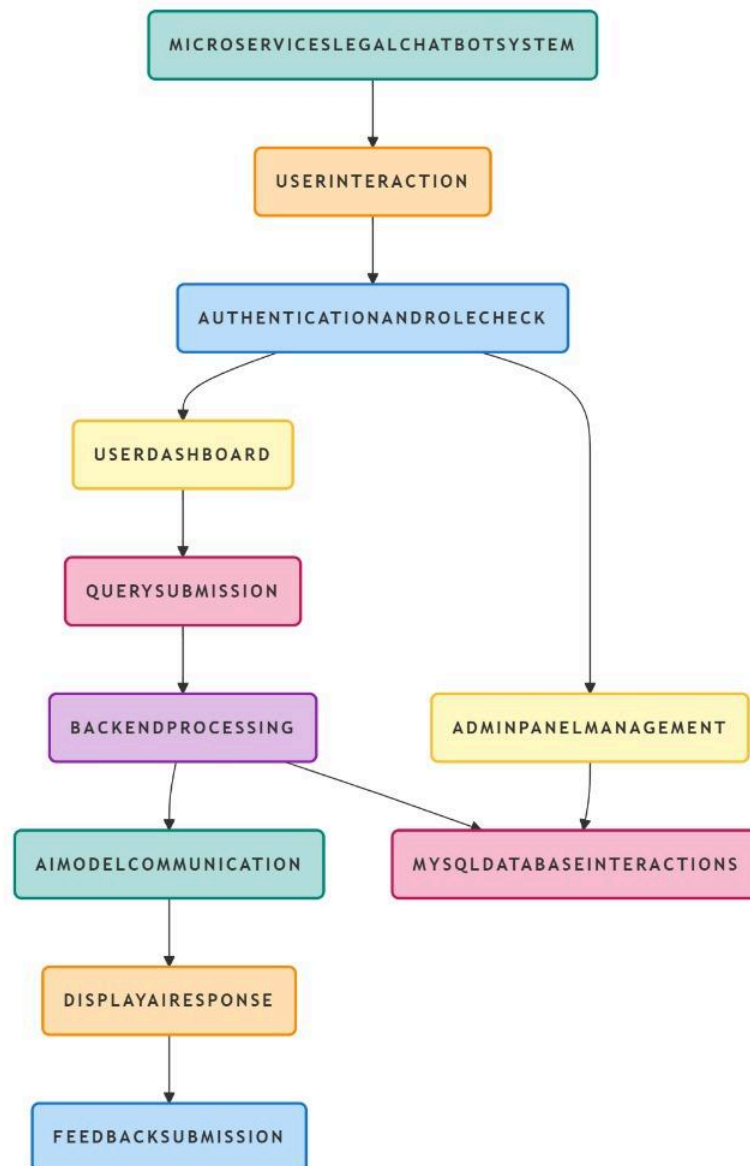 MICROSERVICESLEGALCHATBOTSYSTEM
USERINTERACTION
AUTHENTICATIONANDROLECHECK
USERDASHBOARD
QUERYSUBMISSION
BACKENDPROCESSING
ADMINPANELMANAGEMENT
AIMODELCOMMUNICATION
MYSQLDATABASEINTERACTIONS
DISPLAYAIRESPONSE
FEEDBACKSUBMISSION